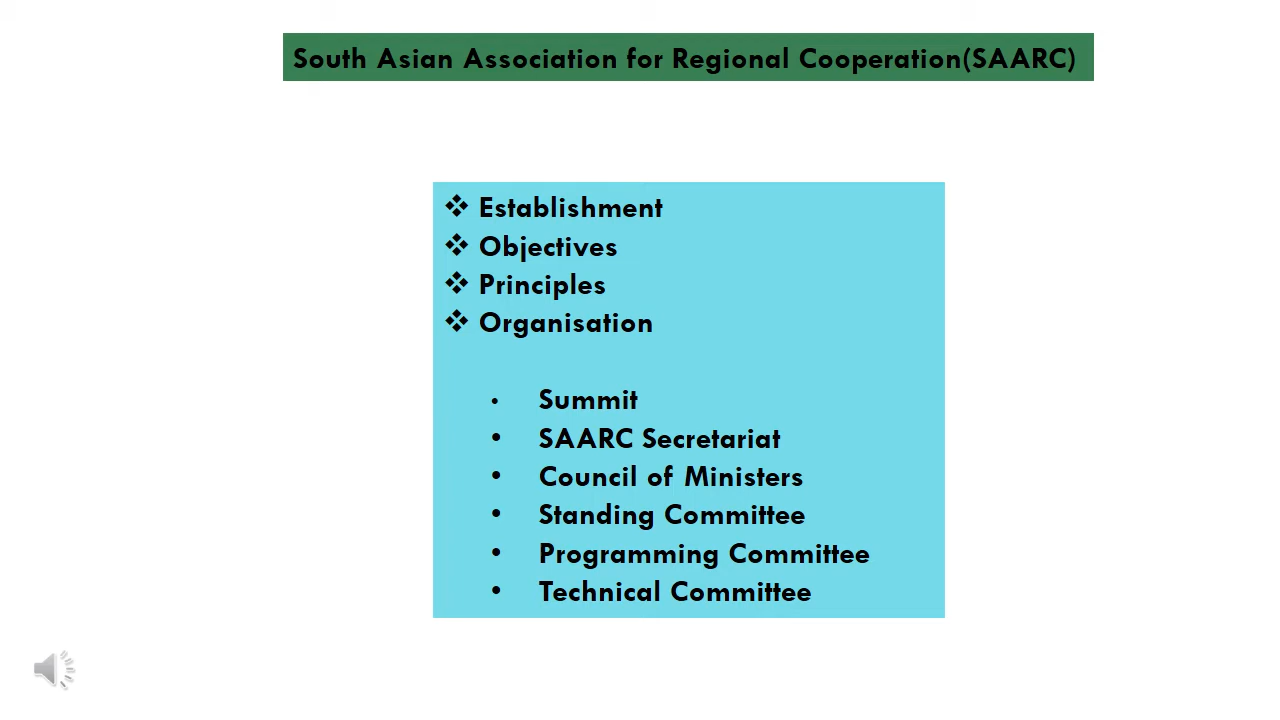 South Asian Association for Regional Cooperation(SAARC)
❖ Establishment
❖ Objectives
❖ Principles
❖ Organisation
• Summit
• SAARC Secretariat
• Council of Ministers
• Standing Committee
• Programming Committee
• Technical Committee